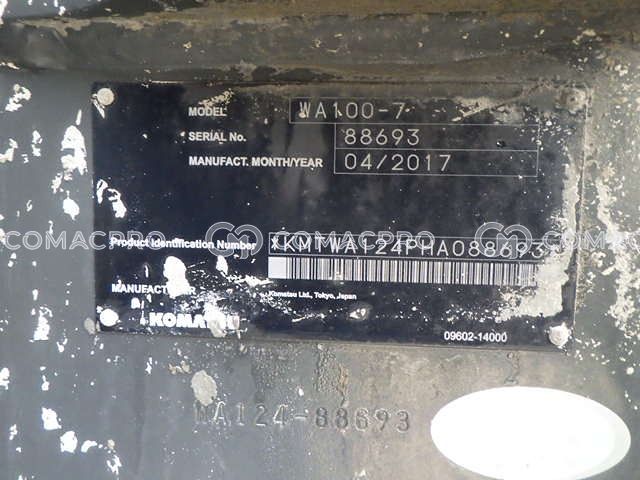 MODEL WA100-7
SERIAL No. 88693
MANUFACT. MONTH/YEAR 04/2017
COMACPRO COMACPRO COMACPRO
Product Identification Number *KMTWA124PHA088693*
MANUFACTURER
Komatsu Ltd., Tokyo, Japan
KOMATSU
09602-14000
WA124-88693